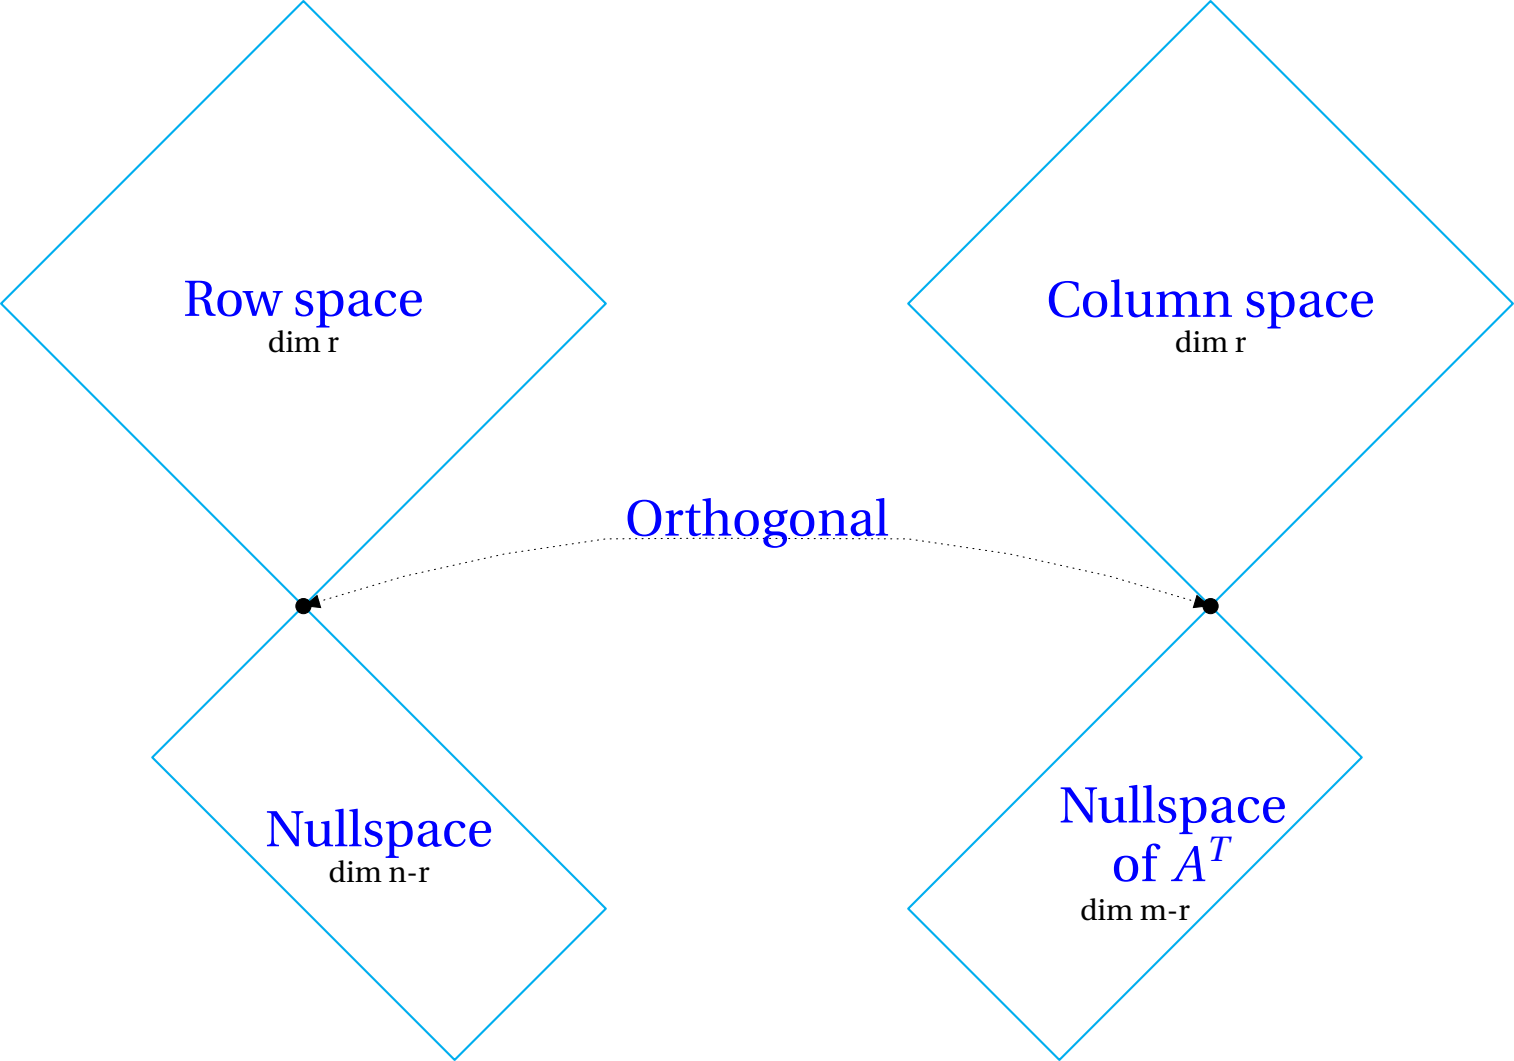 Row space
dim r
Column space
dim r
Orthogonal
Nullspace
dim n-r
Nullspace
of $A^T$
dim m-r